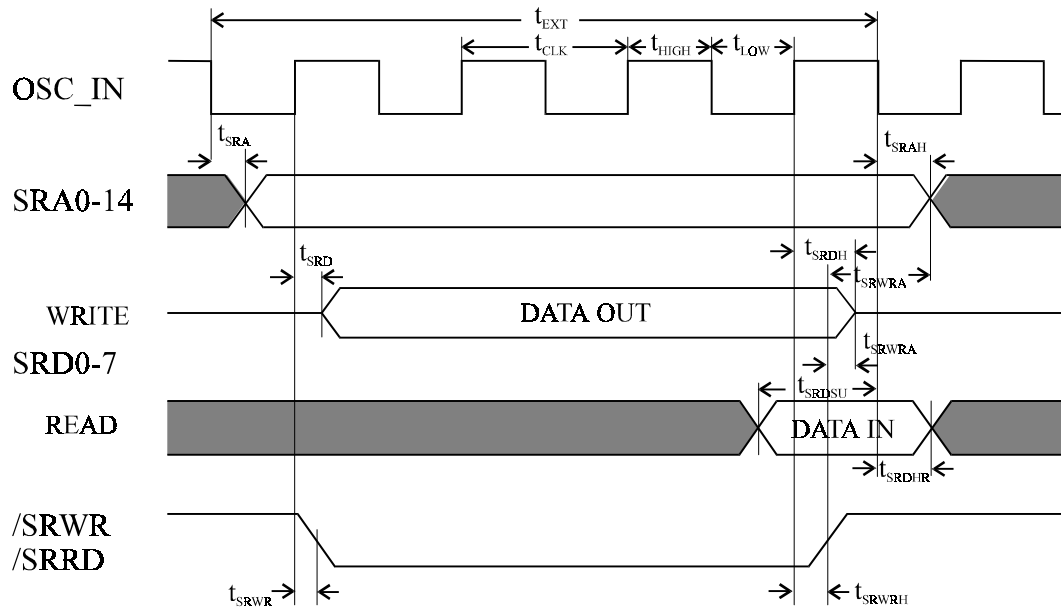 tEXT
tCLK tHIGH tLOW
OSC_IN
tSRA tSRAH
SRA0-14
tSRD tSRDH
tSRWRA
WRITE DATA OUT
tSRWRA
SRD0-7
tSRDSU
READ DATA IN
tSRDHR
/SRWR
/SRRD
tSRWR tSRWRH